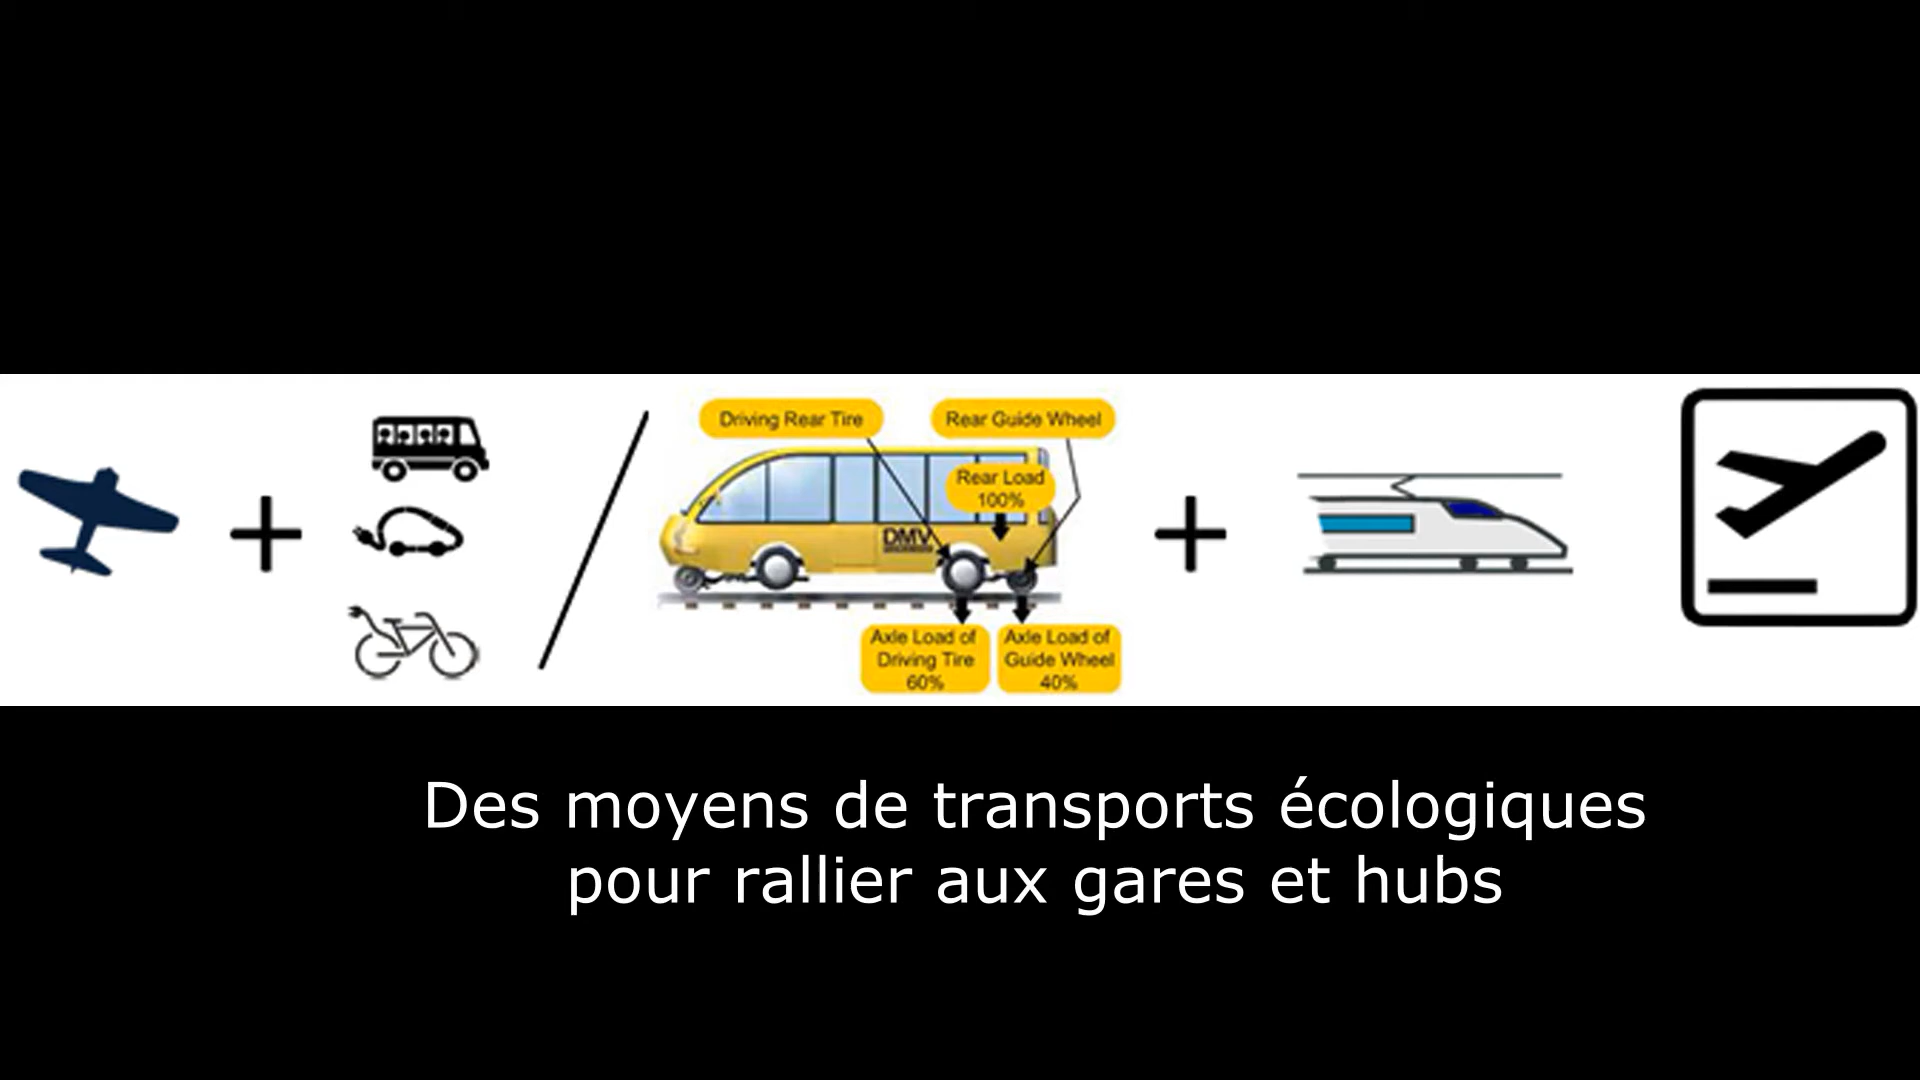 Driving Rear Tire
Rear Guide Wheel
Rear Load
100%
DMV
Axle Load of
Driving Tire
60%
Axle Load of
Guide Wheel
40%
Des moyens de transports écologiques
pour rallier aux gares et hubs